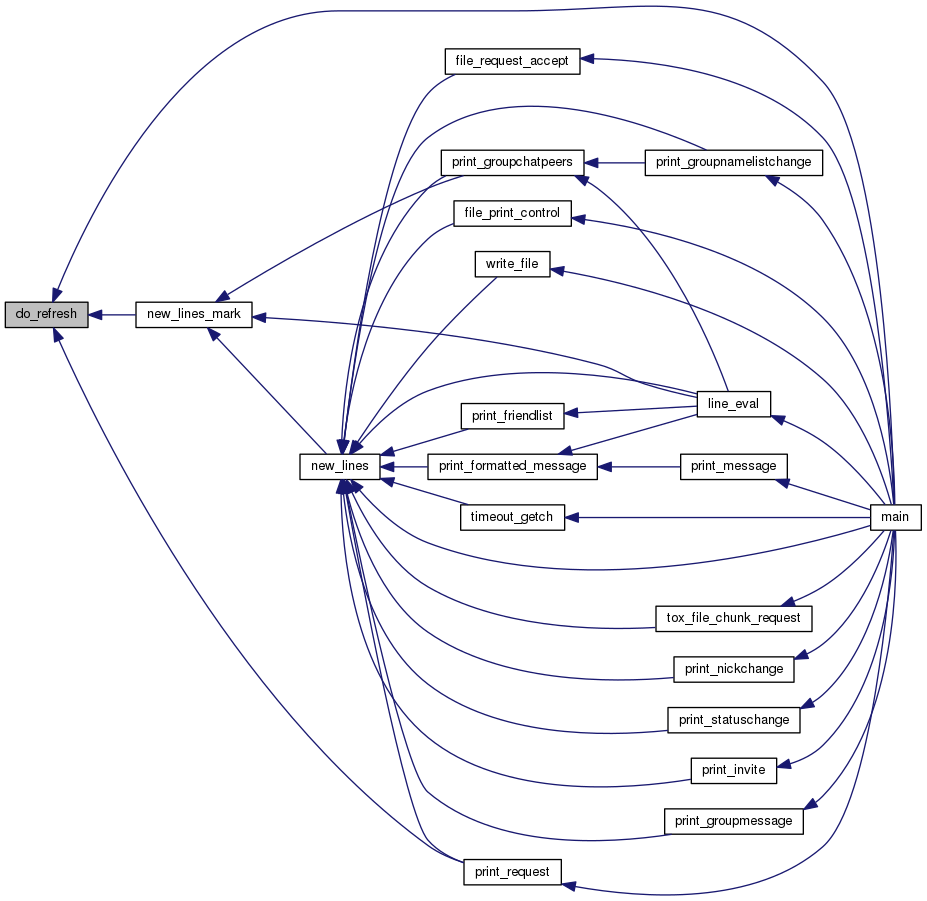 file_request_accept
print_groupchatpeers
print_groupnamelistchange
file_print_control
write_file
do_refresh
new_lines_mark
line_eval
print_friendlist
new_lines
print_formatted_message
print_message
timeout_getch
main
tox_file_chunk_request
print_nickchange
print_statuschange
print_invite
print_groupmessage
print_request